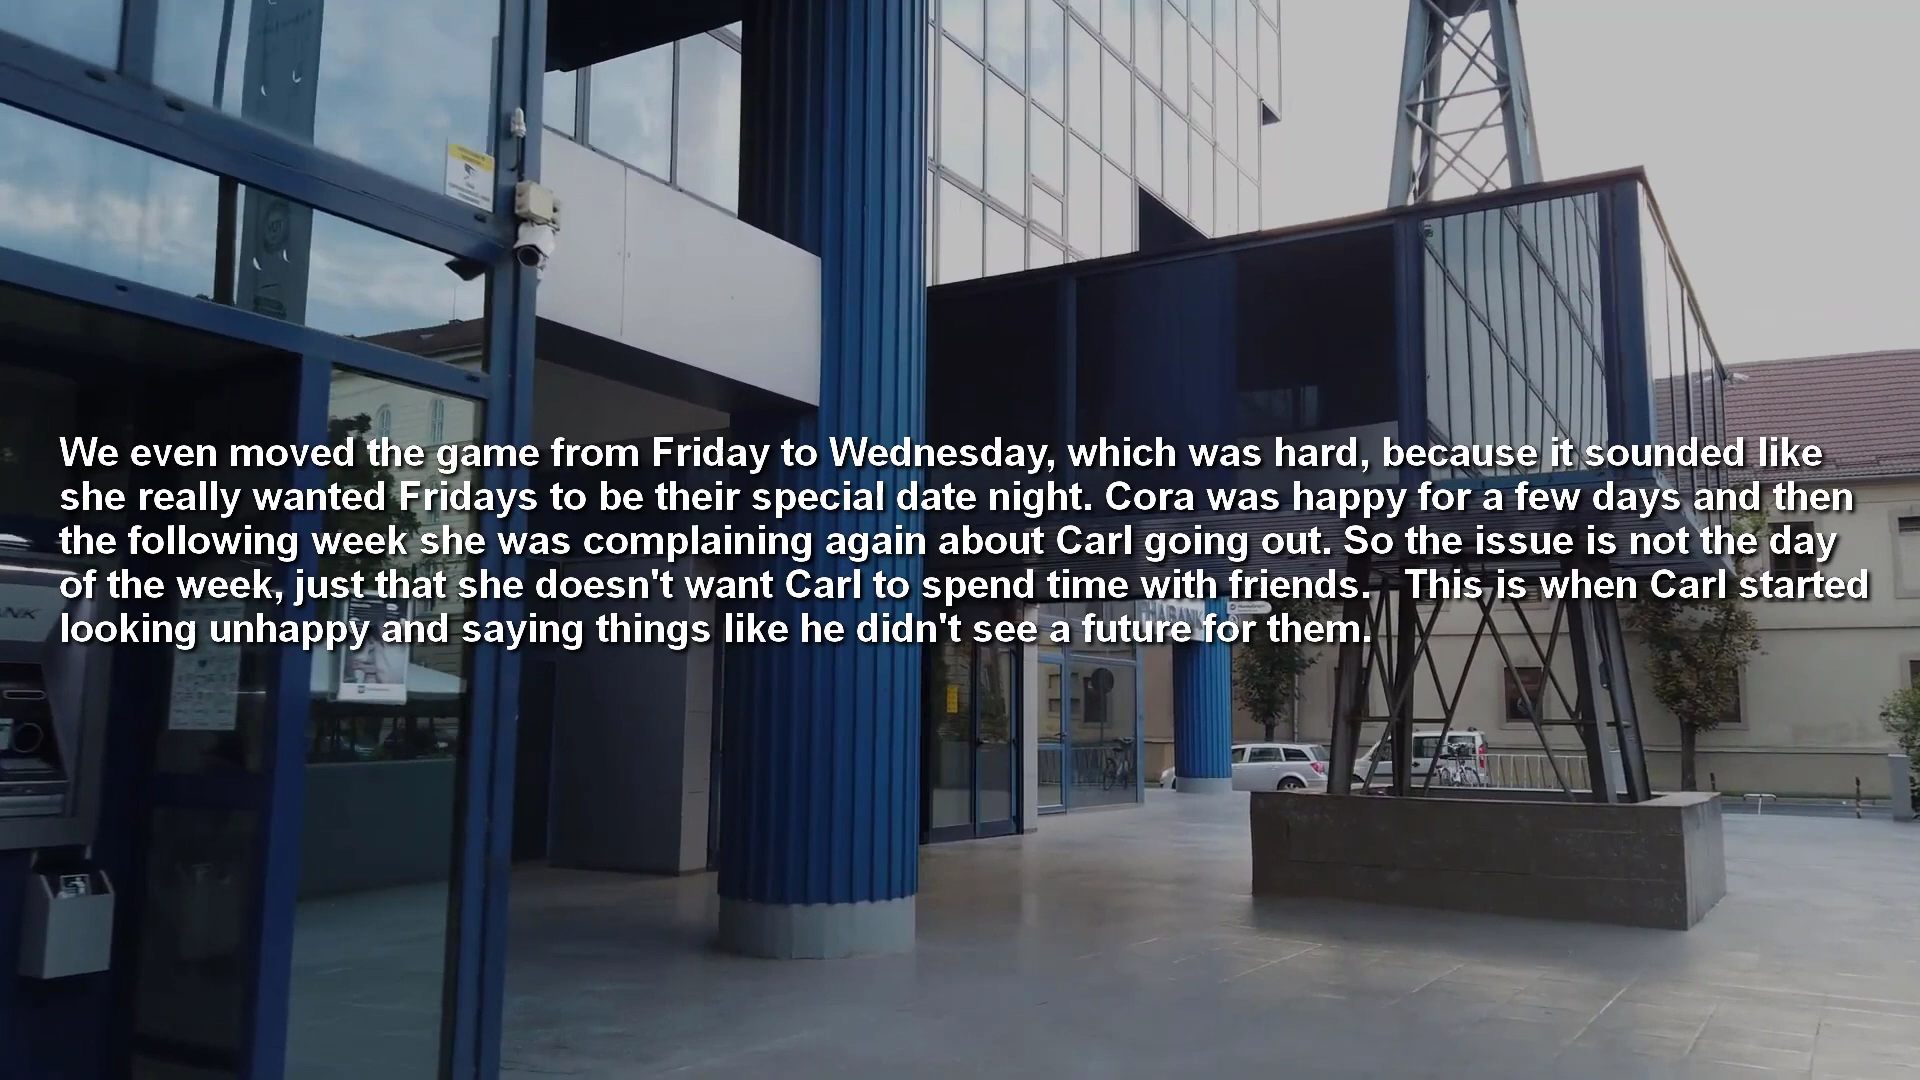 We even moved the game from Friday to Wednesday, which was hard, because it sounded like
she really wanted Fridays to be their special date night. Cora was happy for a few days and then
the following week she was complaining again about Carl going out. So the issue is not the day
of the week, just that she doesn't want Carl to spend time with friends.   This is when Carl started
looking unhappy and saying things like he didn't see a future for them.